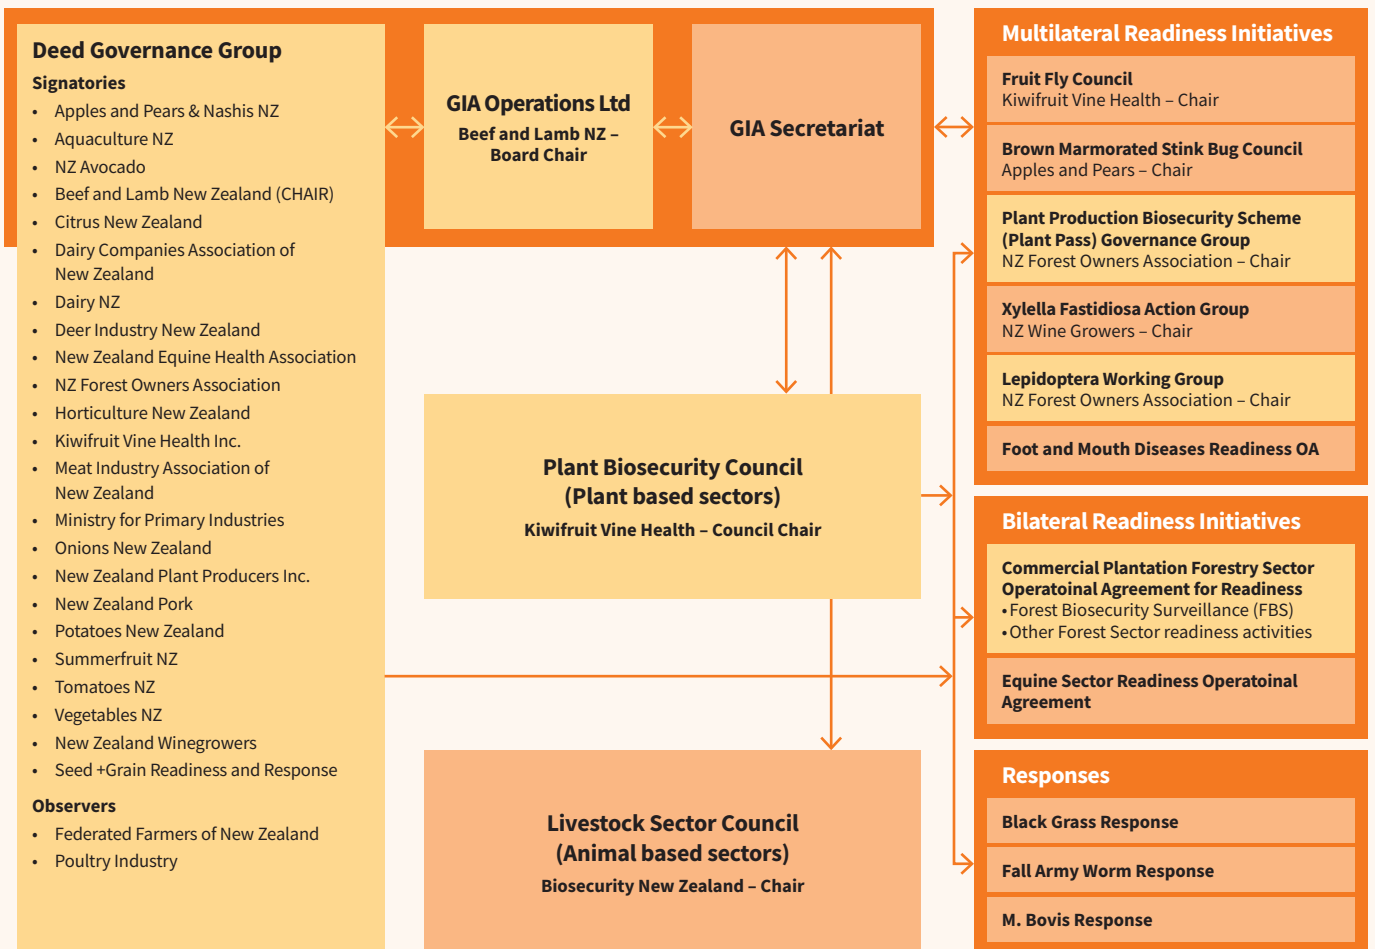 Deed Governance Group
Signatories
• Apples and Pears & Nashis NZ
• Aquaculture NZ
• NZ Avocado
• Beef and Lamb New Zealand (CHAIR)
• Citrus New Zealand
• Dairy Companies Association of
New Zealand
• Dairy NZ
• Deer Industry New Zealand
• New Zealand Equine Health Association
• NZ Forest Owners Association
• Horticulture New Zealand
• Kiwifruit Vine Health Inc.
• Meat Industry Association of
New Zealand
• Ministry for Primary Industries
• Onions New Zealand
• New Zealand Plant Producers Inc.
• New Zealand Pork
• Potatoes New Zealand
• Summerfruit NZ
• Tomatoes NZ
• Vegetables NZ
• New Zealand Winegrowers
• Seed +Grain Readiness and Response
Observers
• Federated Farmers of New Zealand
• Poultry Industry
GIA Operations Ltd
Beef and Lamb NZ –
Board Chair
GIA Secretariat
Plant Biosecurity Council
(Plant based sectors)
Kiwifruit Vine Health – Council Chair
Livestock Sector Council
(Animal based sectors)
Biosecurity New Zealand – Chair
Multilateral Readiness Initiatives
Fruit Fly Council
Kiwifruit Vine Health – Chair
Brown Marmorated Stink Bug Council
Apples and Pears – Chair
Plant Production Biosecurity Scheme
(Plant Pass) Governance Group
NZ Forest Owners Association – Chair
Xylella Fastidiosa Action Group
NZ Wine Growers – Chair
Lepidoptera Working Group
NZ Forest Owners Association – Chair
Foot and Mouth Diseases Readiness OA
Bilateral Readiness Initiatives
Commercial Plantation Forestry Sector
Operatoinal Agreement for Readiness
• Forest Biosecurity Surveillance (FBS)
• Other Forest Sector readiness activities
Equine Sector Readiness Operatoinal
Agreement
Responses
Black Grass Response
Fall Army Worm Response
M. Bovis Response